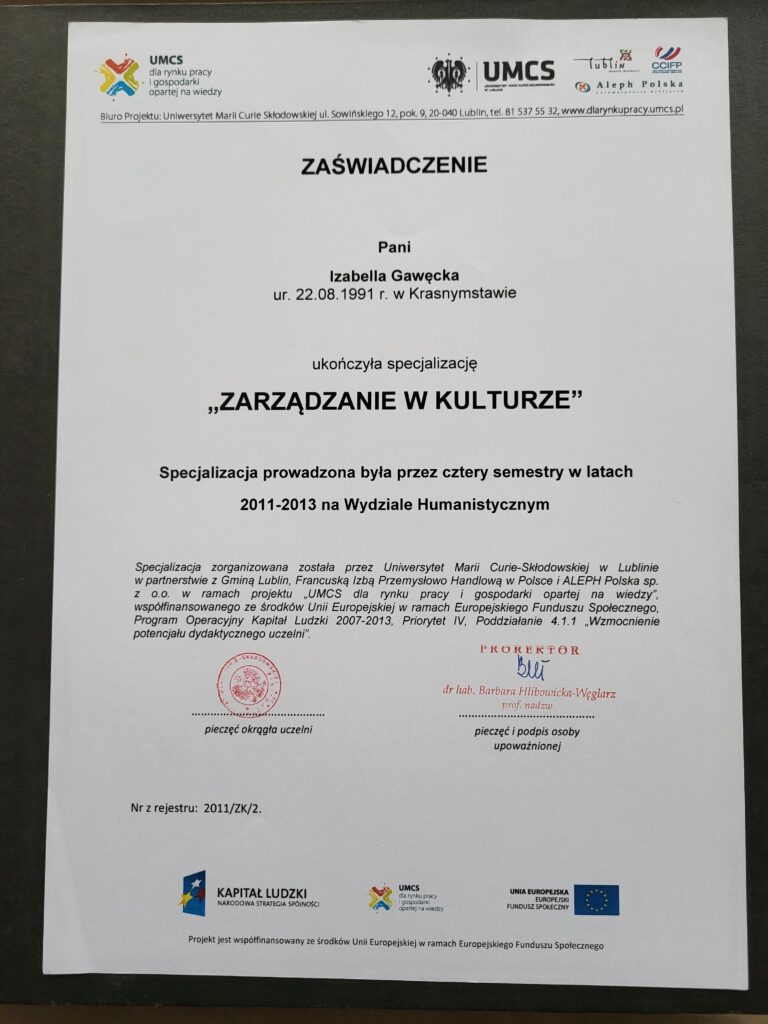 UMCS
dla rynku pracy
i gospodarki
opartej na wiedzy
UMCS
UNIWERSYTET MARII CURIE-SKŁODOWSKIEJ
W LUBLINIE
Lublin
CCIFP
Aleph Polska
Biuro Projektu: Uniwersytet Marii Curie Skłodowskiej ul. Sowińskiego 12, pok. 9, 20-040 Lublin, tel. 81 537 55 32, www.dlarynkupracy.umcs.pl
ZAŚWIADCZENIE
Pani
Izabella Gawęcka
ur. 22.08.1991 r. w Krasnymstawie
ukończyła specjalizację
„ZARZĄDZANIE W KULTURZE”
Specjalizacja prowadzona była przez cztery semestry w latach
2011-2013 na Wydziale Humanistycznym
Specjalizacja zorganizowana została przez Uniwersytet Marii Curie-Skłodowskiej w Lublinie
w partnerstwie z Gminą Lublin, Francuską Izbą Przemysłowo Handlową w Polsce i ALEPH Polska sp.
z o.o. w ramach projektu „UMCS dla rynku pracy i gospodarki opartej na wiedzy”,
współfinansowanego ze środków Unii Europejskiej w ramach Europejskiego Funduszu Społecznego,
Program Operacyjny Kapitał Ludzki 2007-2013, Priorytet IV, Poddziałanie 4.1.1 „Wzmocnienie
potencjału dydaktycznego uczelni”.
PROREKTOR
dr hab. Barbara Hlibowicka-Węglarz
prof. nadzw.
pieczęć okrągła uczelni
pieczęć i podpis osoby
upoważnionej
Nr z rejestru: 2011/ZK/2.
KAPITAŁ LUDZKI
NARODOWA STRATEGIA SPÓJNOŚCI
UMCS
dla rynku pracy
i gospodarki
opartej na wiedzy
UNIA EUROPEJSKA
EUROPEJSKI
FUNDUSZ SPOŁECZNY
Projekt jest współfinansowany ze środków Unii Europejskiej w ramach Europejskiego Funduszu Społecznego